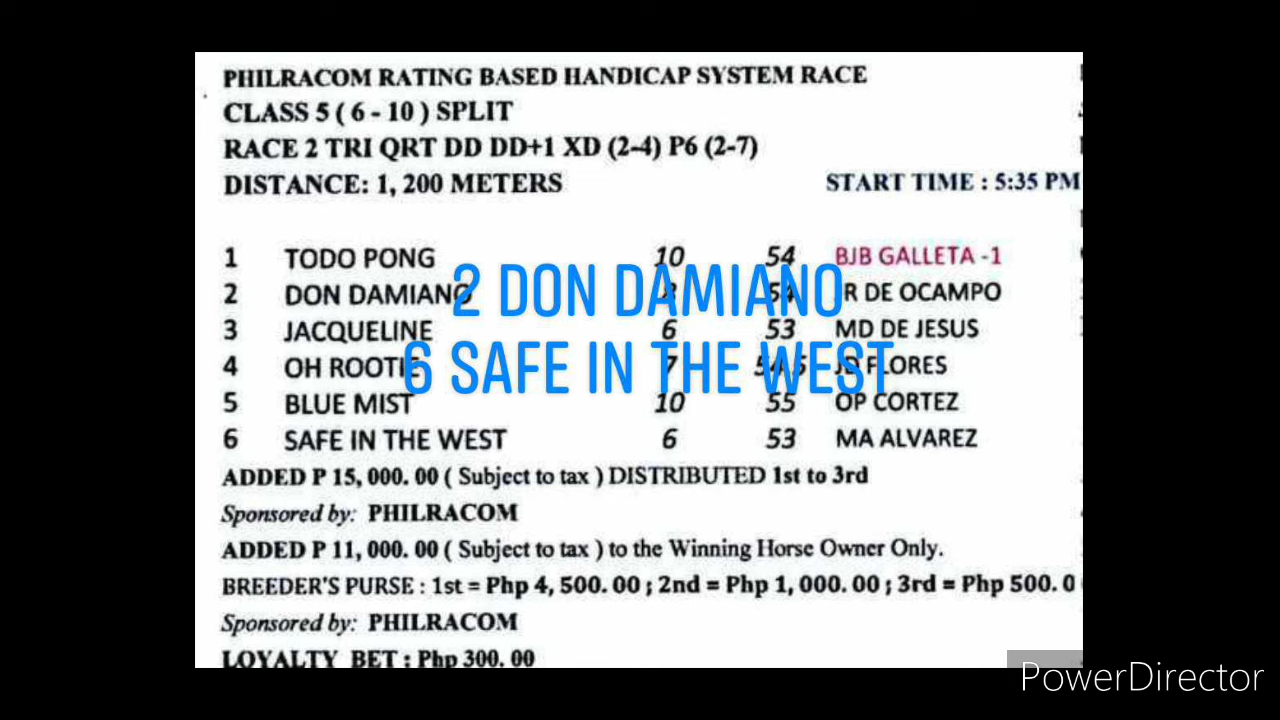 PHILRACOM RATING BASED HANDICAP SYSTEM RACE
CLASS 5 ( 6 - 10 ) SPLIT
RACE 2 TRI QRT DD DD+1 XD (2-4) P6 (2-7)
DISTANCE: 1, 200 METERS START TIME : 5:35 PM
1 TODO PONG 10 54 BJB GALLETA -1
2 DON DAMIANO
2 DON DAMIANO JR DE OCAMPO
3 JACQUELINE 6 53 MD DE JESUS
6 SAFE IN THE WEST
4 OH ROOTIE 7 JD FLORES
5 BLUE MIST 10 55 OP CORTEZ
6 SAFE IN THE WEST 6 53 MA ALVAREZ
ADDED P 15, 000. 00 ( Subject to tax ) DISTRIBUTED 1st to 3rd
Sponsored by: PHILRACOM
ADDED P 11, 000. 00 ( Subject to tax ) to the Winning Horse Owner Only.
BREEDER'S PURSE : 1st = Php 4, 500. 00 ; 2nd = Php 1, 000. 00 ; 3rd = Php 500. 0
Sponsored by: PHILRACOM
LOYALTY BET : Php 300. 00
PowerDirector